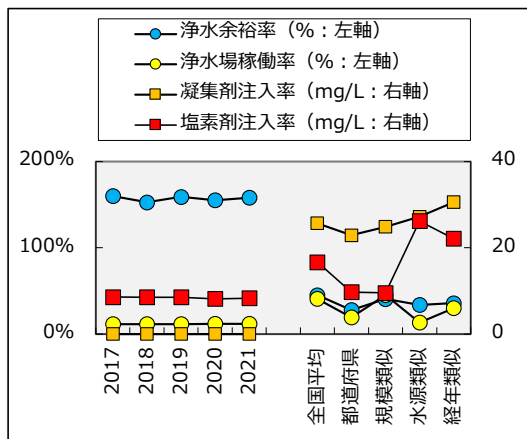 浄水余裕率（%：左軸）
浄水場稼働率（%：左軸）
凝集剤注入率（mg/L：右軸）
塩素剤注入率（mg/L：右軸）
200%
40
100%
20
0%
0
2017
2018
2019
2020
2021
全国平均
都道府県
規模類似
水源類似
経年類似